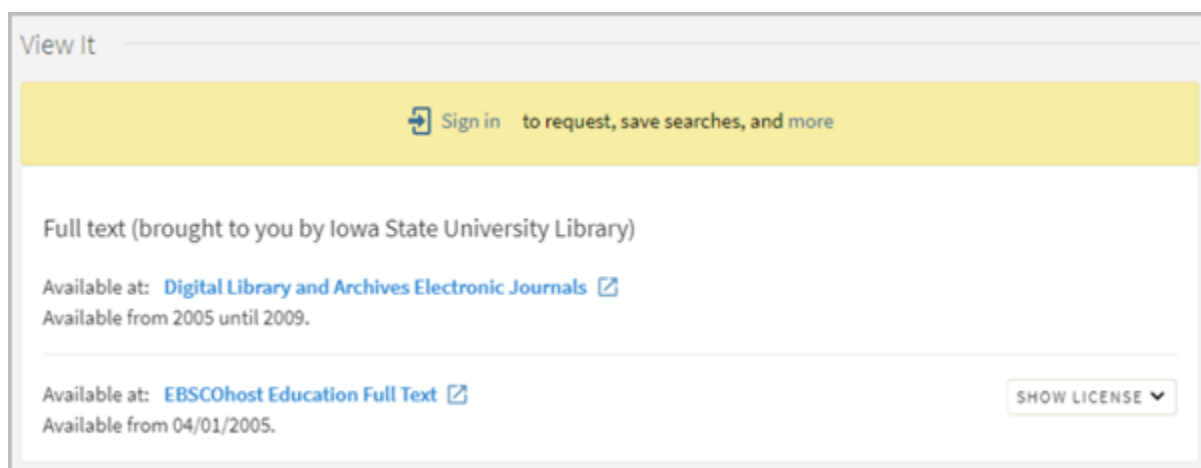 View It
Sign in to request, save searches, and more
Full text (brought to you by Iowa State University Library)
Available at: Digital Library and Archives Electronic Journals
Available from 2005 until 2009.
Available at: EBSCOhost Education Full Text
SHOW LICENSE
Available from 04/01/2005.